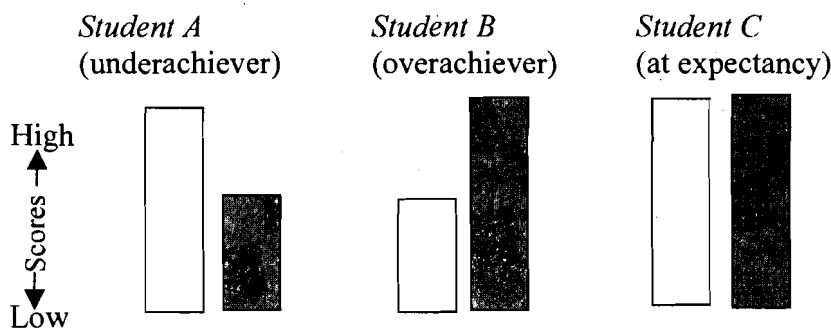 Student A
(underachiever)
Student B
(overachiever)
Student C
(at expectancy)
High
Scores
Low